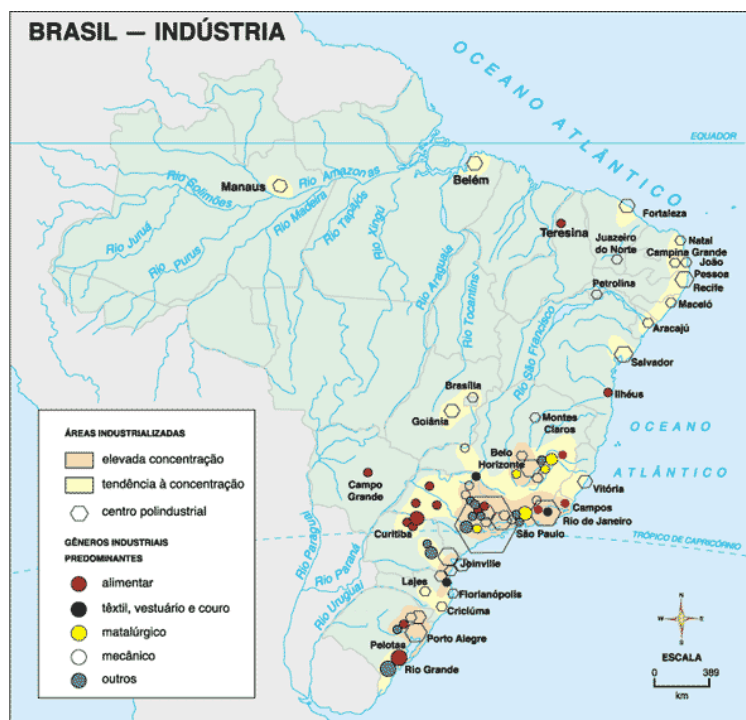 BRASIL — INDÚSTRIA
OCEANO ATLÂNTICO
EQUADOR
Rio Amazonas
Manaus
Rio Solimões
Belém
Rio Madeira
Rio Tapajós
Rio Xingú
Rio Juruá
Rio Purus
Rio Araguaia
Rio Tocantins
Rio São Francisco
Fortaleza
Teresina
Juazeiro
do Norte
Natal
Campina Grande
João
Pessoa
Recife
Petrolina
Maceló
Aracajú
Salvador
Ilhéus
Brasília
Goiânia
Montes
Claros
OCEANO
ATLÂNTICO
Belo
Horizonte
Vitória
Campo
Grande
Campos
Rio de Janeiro
São Paulo
Curitiba
TRÓPICO DE CAPRICÓRNIO
Rio Paraguai
Rio Paraná
Rio Uruguai
Joinville
Lajes
Florianópolis
Criciúma
Porto Alegre
Pelotas
Rio Grande
ÁREAS INDUSTRIALIZADAS
elevada concentração
tendência à concentração
centro polindustrial
GÊNEROS INDUSTRIAIS
PREDOMINANTES
alimentar
têxtil, vestuário e couro
matalúrgico
mecânico
outros
N
W
E
S
ESCALA
0 389
km